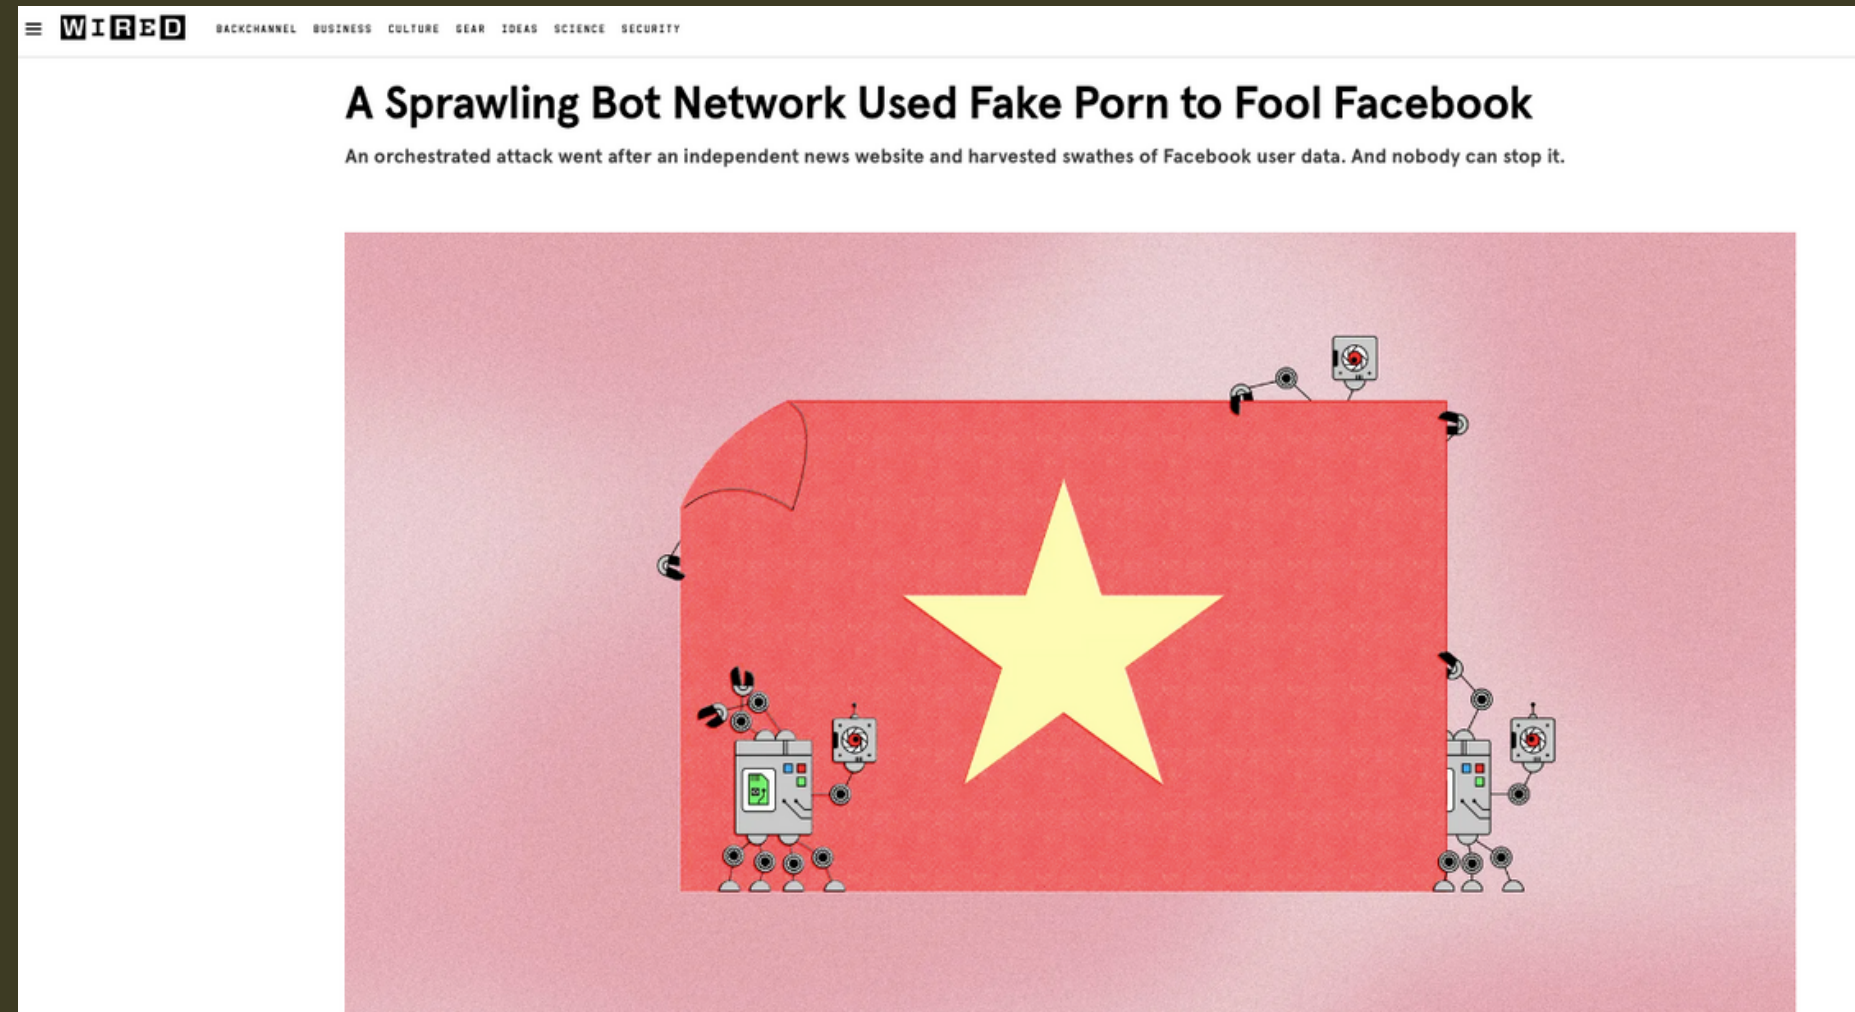 WIRED BACKCHANNEL BUSINESS CULTURE GEAR IDEAS SCIENCE SECURITY
A Sprawling Bot Network Used Fake Porn to Fool Facebook
An orchestrated attack went after an independent news website and harvested swathes of Facebook user data. And nobody can stop it.